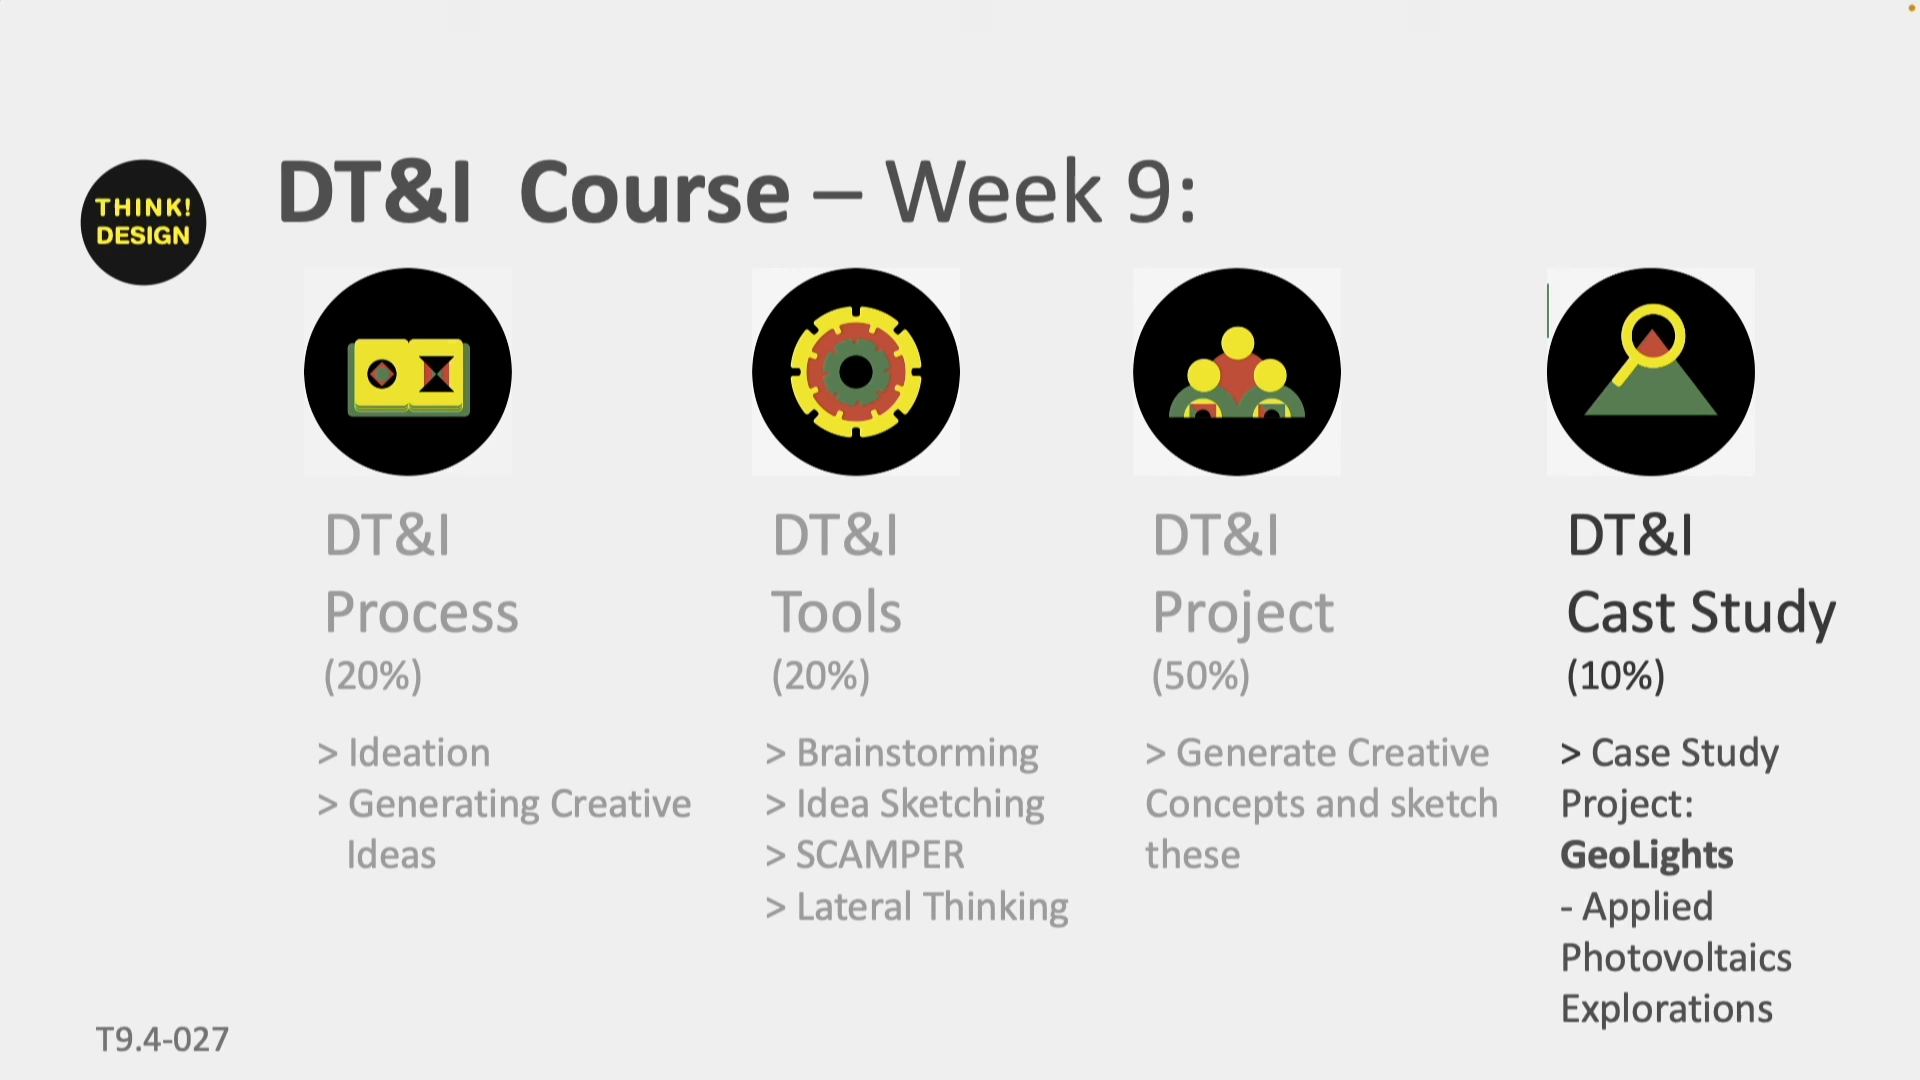 THINK!
DESIGN
DT&I Course – Week 9:
DT&I
Process
(20%)
> Ideation
> Generating Creative
Ideas
DT&I
Tools
(20%)
> Brainstorming
> Idea Sketching
> SCAMPER
> Lateral Thinking
DT&I
Project
(50%)
> Generate Creative
Concepts and sketch
these
DT&I
Cast Study
(10%)
> Case Study
Project:
GeoLights
- Applied
Photovoltaics
Explorations
T9.4-027